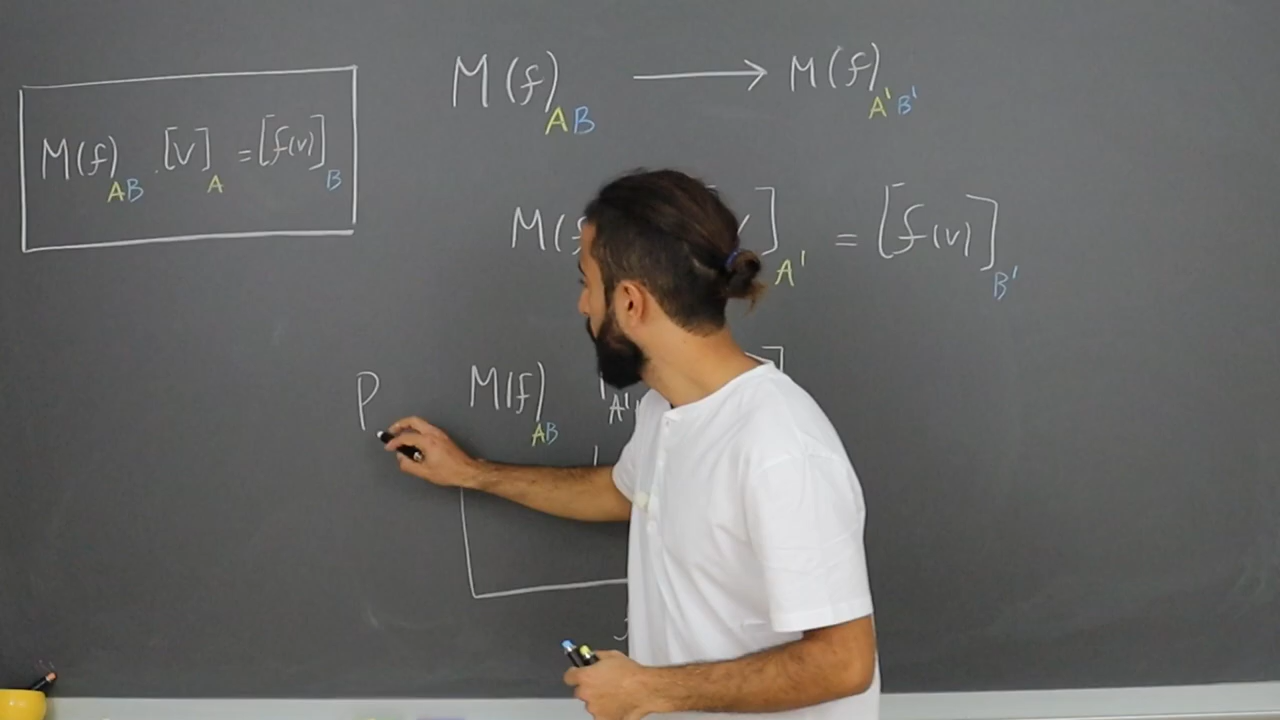 M(f)AB ⟶ M(f)A'B'
M(f)AB · [v]A = [f(v)]B
M(f v]A' = [f(v)]B'
P M(f)AB A' ]